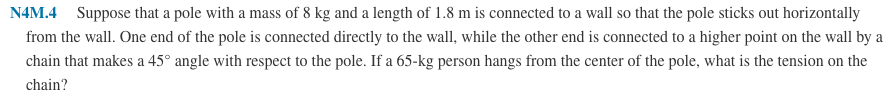 N4M.4 Suppose that a pole with a mass of 8 kg and a length of 1.8 m is connected to a wall so that the pole sticks out horizontally
from the wall. One end of the pole is connected directly to the wall, while the other end is connected to a higher point on the wall by a
chain that makes a 45° angle with respect to the pole. If a 65-kg person hangs from the center of the pole, what is the tension on the
chain?